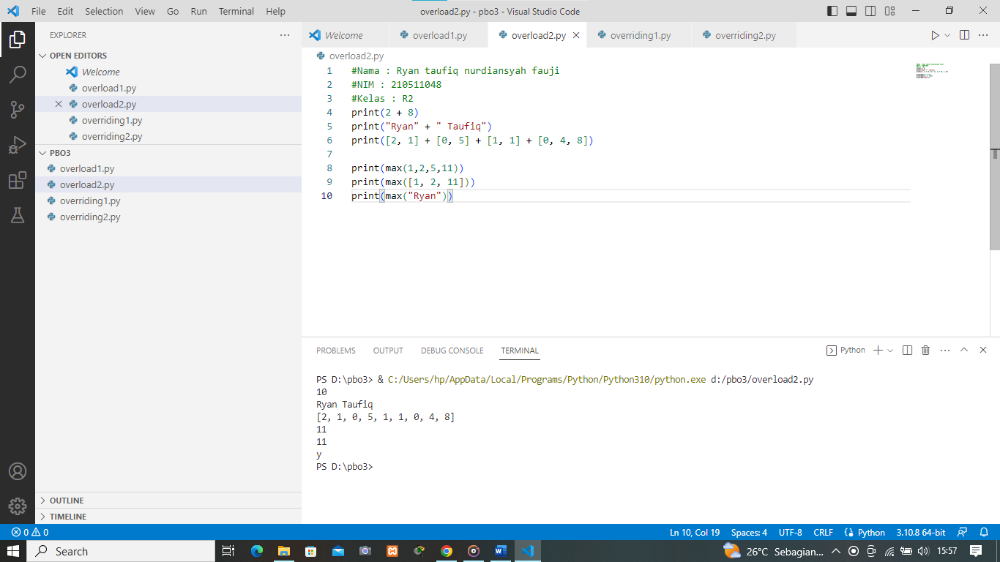 File Edit Selection View Go Run Terminal Help
overload2.py - pbo3 - Visual Studio Code
EXPLORER
OPEN EDITORS
Welcome
overload1.py
overload2.py
overriding1.py
overriding2.py
PBO3
overload1.py
overload2.py
overriding1.py
overriding2.py
OUTLINE
TIMELINE
Welcome overload1.py overload2.py overriding1.py overriding2.py
overload2.py
1 #Nama : Ryan taufiq nurdiansyah fauji
2 #NIM : 210511048
3 #Kelas : R2
4 print(2 + 8)
5 print("Ryan" + " Taufiq")
6 print([2, 1] + [0, 5] + [1, 1] + [0, 4, 8])
7
8 print(max(1,2,5,11))
9 print(max([1, 2, 11]))
10 print(max("Ryan"))
PROBLEMS OUTPUT DEBUG CONSOLE TERMINAL
Python
PS D:\pbo3> & C:/Users/hp/AppData/Local/Programs/Python/Python310/python.exe d:/pbo3/overload2.py
10
Ryan Taufiq
[2, 1, 0, 5, 1, 1, 0, 4, 8]
11
11
y
PS D:\pbo3>
0 0 Ln 10, Col 19 Spaces: 4 UTF-8 CRLF Python 3.10.8 64-bit
Search 26°C Sebagian... 15:57